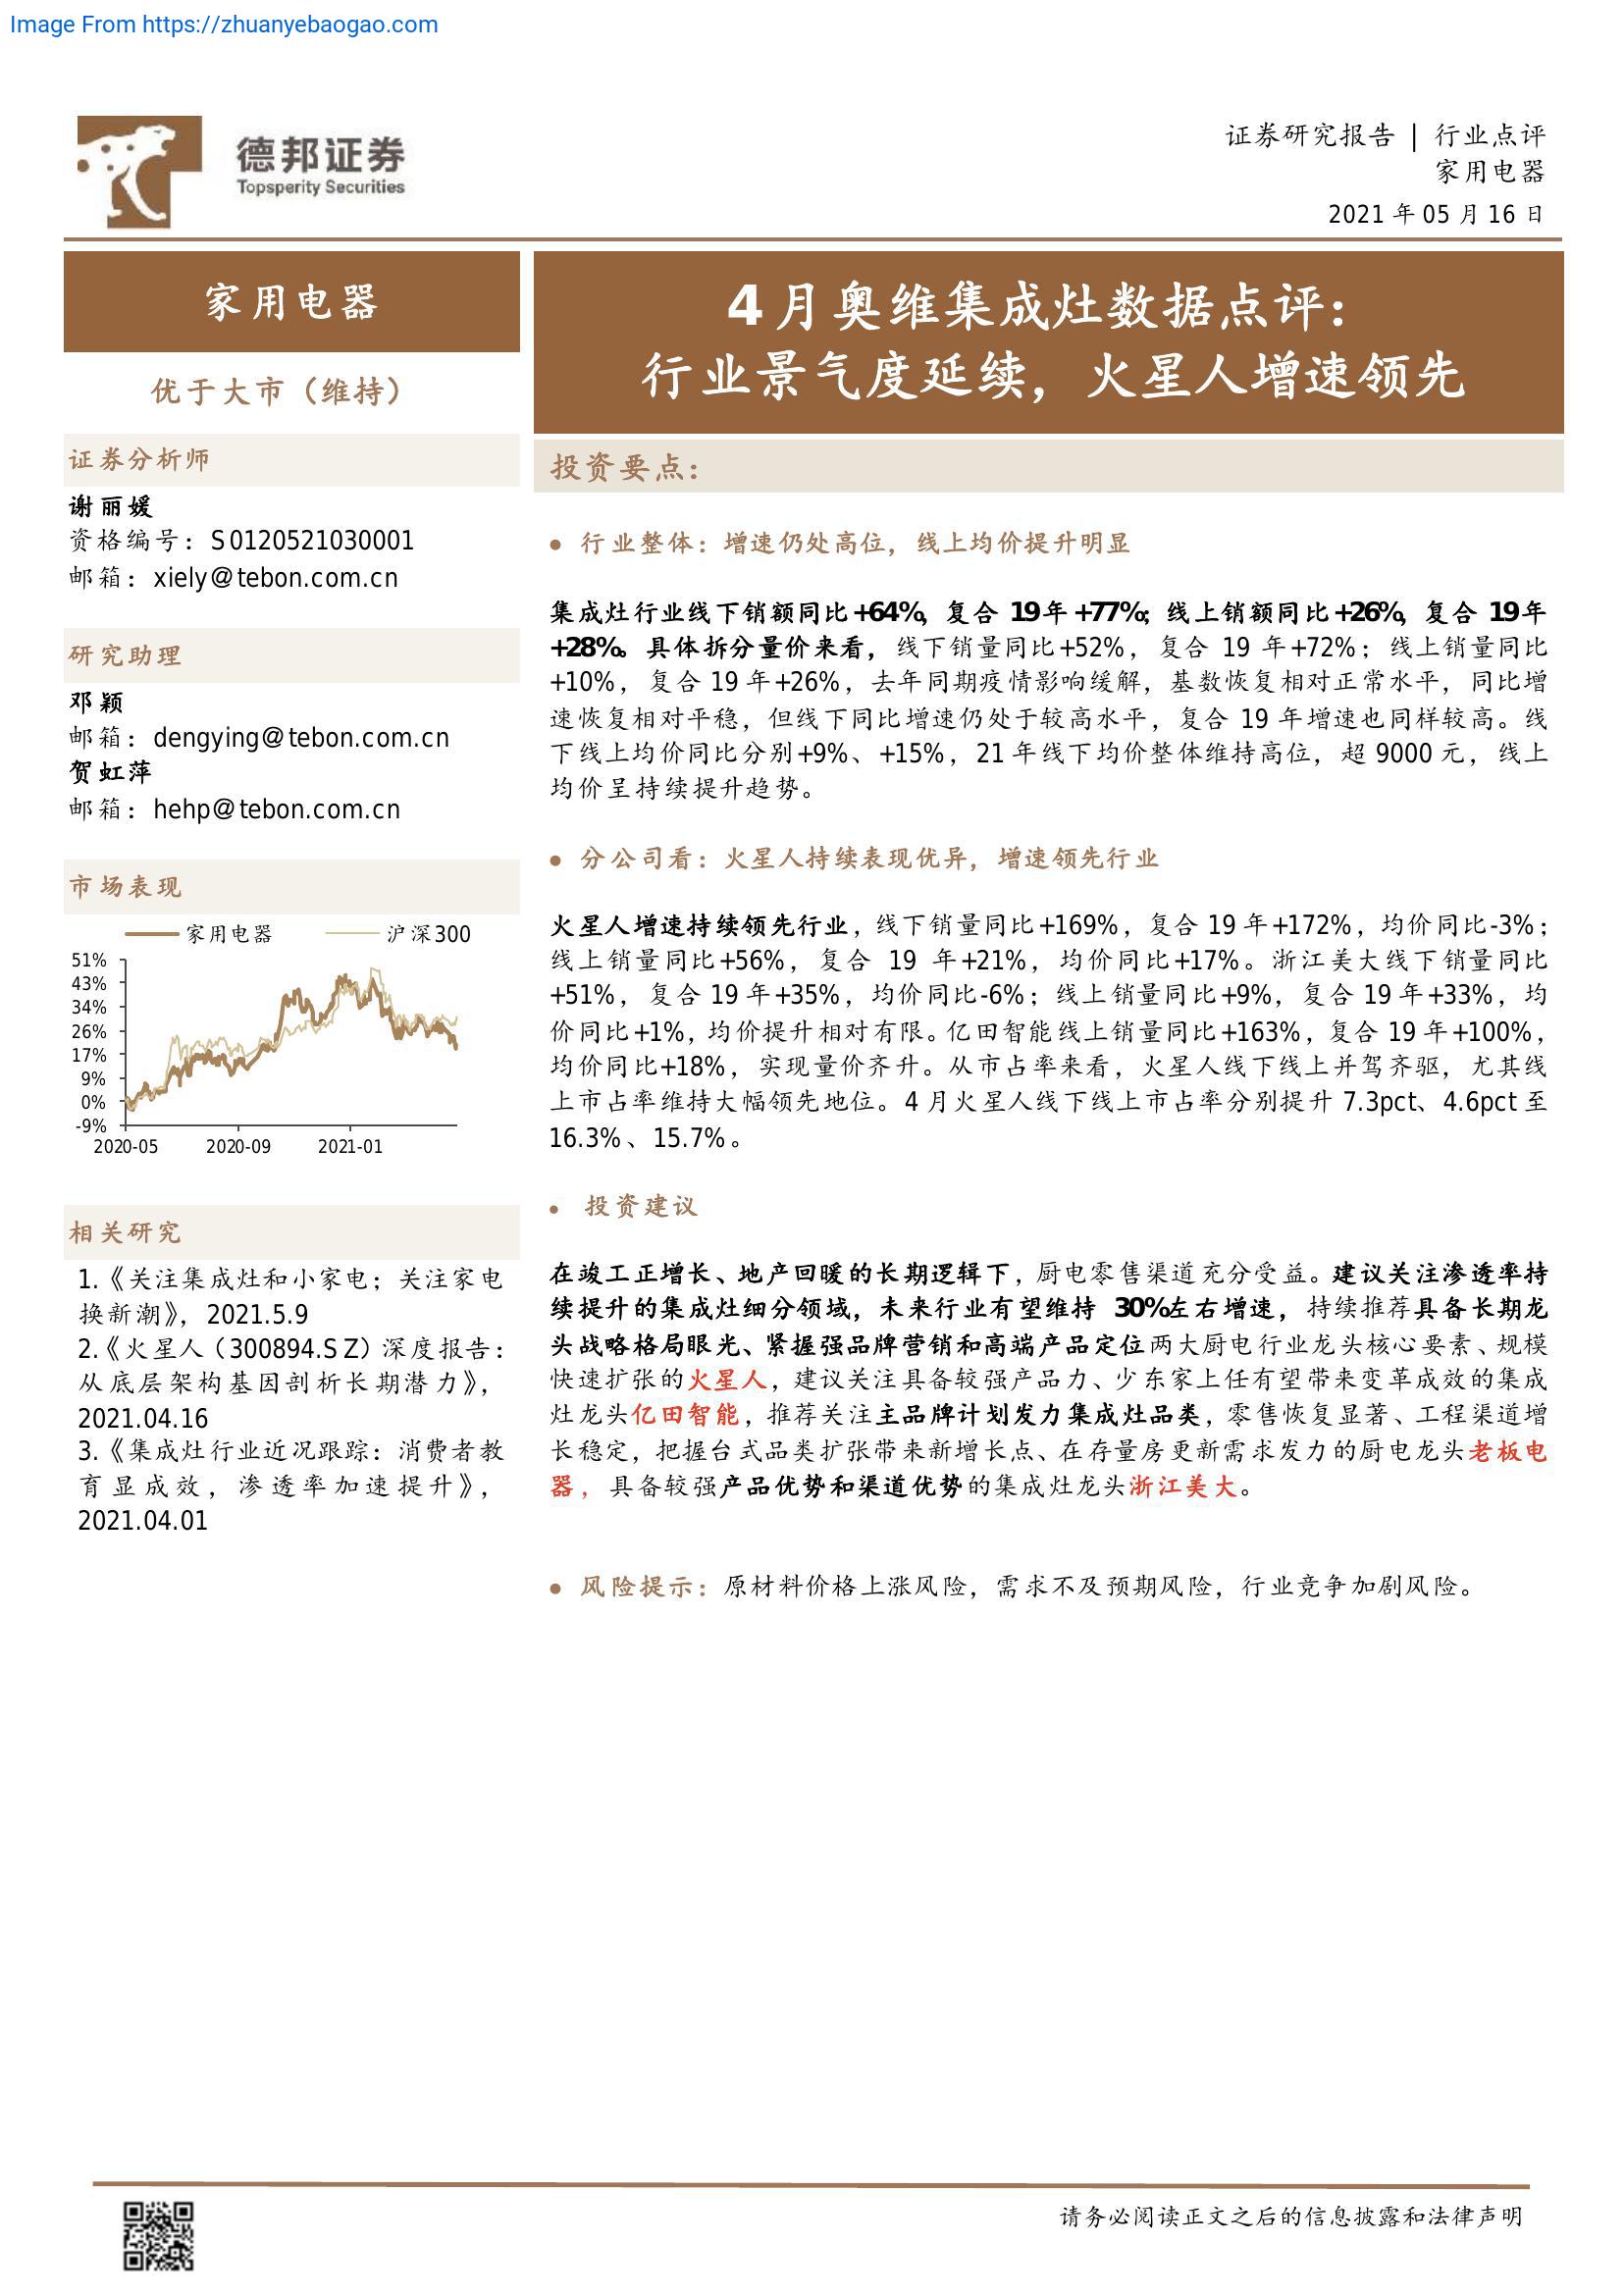 Image From https://zhuanyebaogao.com
德邦证券
Topsperity Securities
证券研究报告 | 行业点评
家用电器
2021 年 05 月 16 日
家用电器
优于大市（维持）
证券分析师
谢丽媛
资格编号：S0120521030001
邮箱：xiely@tebon.com.cn
研究助理
邓颖
邮箱：dengying@tebon.com.cn
贺虹萍
邮箱：hehp@tebon.com.cn
市场表现
家用电器 沪深300
51%
43%
34%
26%
17%
9%
0%
-9%
2020-05 2020-09 2021-01
相关研究
1.《关注集成灶和小家电；关注家电
换新潮》，2021.5.9
2.《火星人（300894.SZ）深度报告：
从底层架构基因剖析长期潜力》，
2021.04.16
3.《集成灶行业近况跟踪：消费者教
育显成效，渗透率加速提升》，
2021.04.01
4 月奥维集成灶数据点评：
行业景气度延续，火星人增速领先
投资要点：
● 行业整体：增速仍处高位，线上均价提升明显
集成灶行业线下销额同比+64%，复合 19 年+77%；线上销额同比+26%，复合 19 年
+28%。具体拆分量价来看，线下销量同比+52%，复合 19 年+72%；线上销量同比
+10%，复合 19 年+26%，去年同期疫情影响缓解，基数恢复相对正常水平，同比增
速恢复相对平稳，但线下同比增速仍处于较高水平，复合 19 年增速也同样较高。线
下线上均价同比分别+9%、+15%，21 年线下均价整体维持高位，超 9000 元，线上
均价呈持续提升趋势。
● 分公司看：火星人持续表现优异，增速领先行业
火星人增速持续领先行业，线下销量同比+169%，复合 19 年+172%，均价同比-3%；
线上销量同比+56%，复合 19 年+21%，均价同比+17%。浙江美大线下销量同比
+51%，复合 19 年+35%，均价同比-6%；线上销量同比+9%，复合 19 年+33%，均
价同比+1%，均价提升相对有限。亿田智能线上销量同比+163%，复合 19 年+100%，
均价同比+18%，实现量价齐升。从市占率来看，火星人线下线上并驾齐驱，尤其线
上市占率维持大幅领先地位。4 月火星人线下线上市占率分别提升 7.3pct、4.6pct 至
16.3%、15.7%。
● 投资建议
在竣工正增长、地产回暖的长期逻辑下，厨电零售渠道充分受益。建议关注渗透率持
续提升的集成灶细分领域，未来行业有望维持 30%左右增速，持续推荐具备长期龙
头战略格局眼光、紧握强品牌营销和高端产品定位两大厨电行业龙头核心要素、规模
快速扩张的火星人，建议关注具备较强产品力、少东家上任有望带来变革成效的集成
灶龙头亿田智能，推荐关注主品牌计划发力集成灶品类，零售恢复显著、工程渠道增
长稳定，把握台式品类扩张带来新增长点、在存量房更新需求发力的厨电龙头老板电
器，具备较强产品优势和渠道优势的集成灶龙头浙江美大。
● 风险提示：原材料价格上涨风险，需求不及预期风险，行业竞争加剧风险。
请务必阅读正文之后的信息披露和法律声明